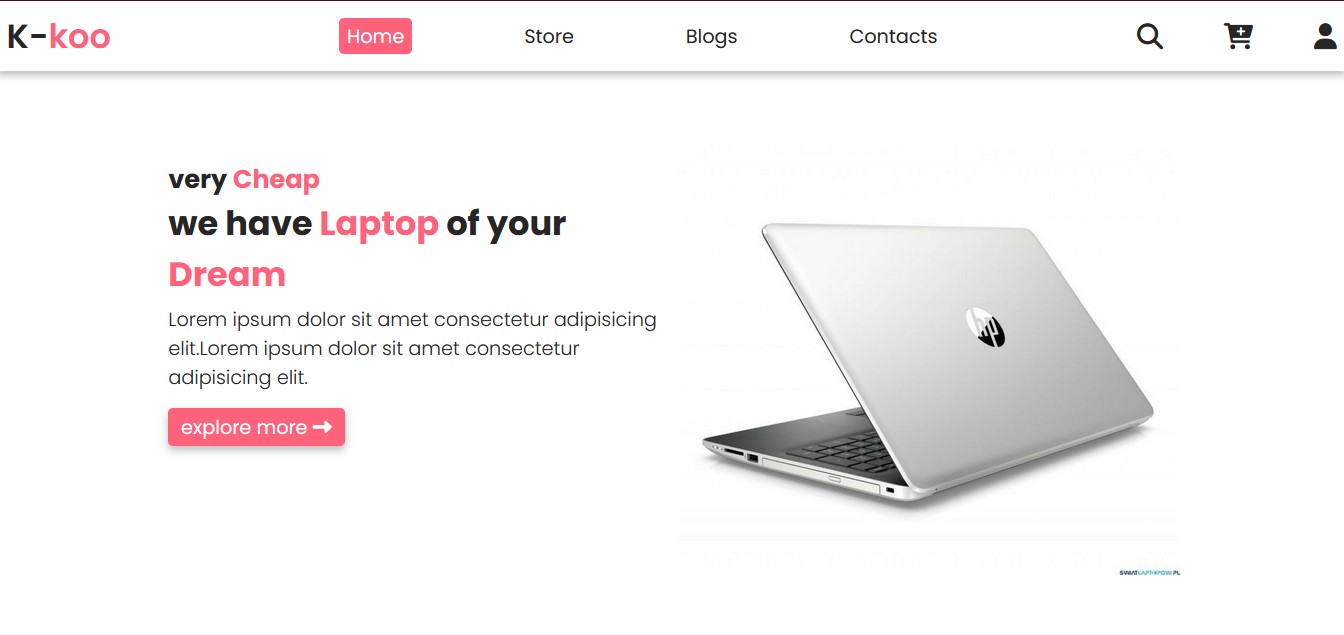 K-koo
Home
Store
Blogs
Contacts
very Cheap
we have Laptop of your
Dream
Lorem ipsum dolor sit amet consectetur adipisicing
elit.Lorem ipsum dolor sit amet consectetur
adipisicing elit.
explore more
hp
SWIATLAPTOPOW.PL